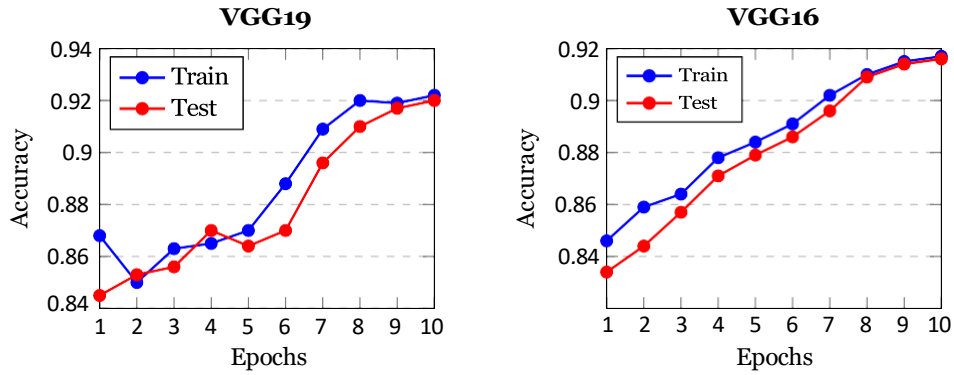 VGG19
0.94
0.92
0.9
0.88
0.86
0.84
Accuracy
Train
Test
1 2 3 4 5 6 7 8 9 10
Epochs
VGG16
0.92
0.9
0.88
0.86
0.84
Accuracy
Train
Test
1 2 3 4 5 6 7 8 9 10
Epochs